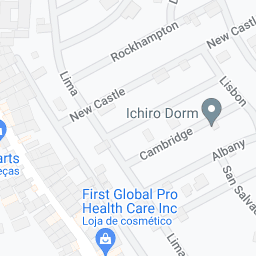 Rockhampton
New Castle
Lima
New Castle
Lisbon
Ichiro Dorm
Cambridge
Albany
arts
eças
First Global Pro
Health Care Inc
Loja de cosmético
San Salvad
Lima